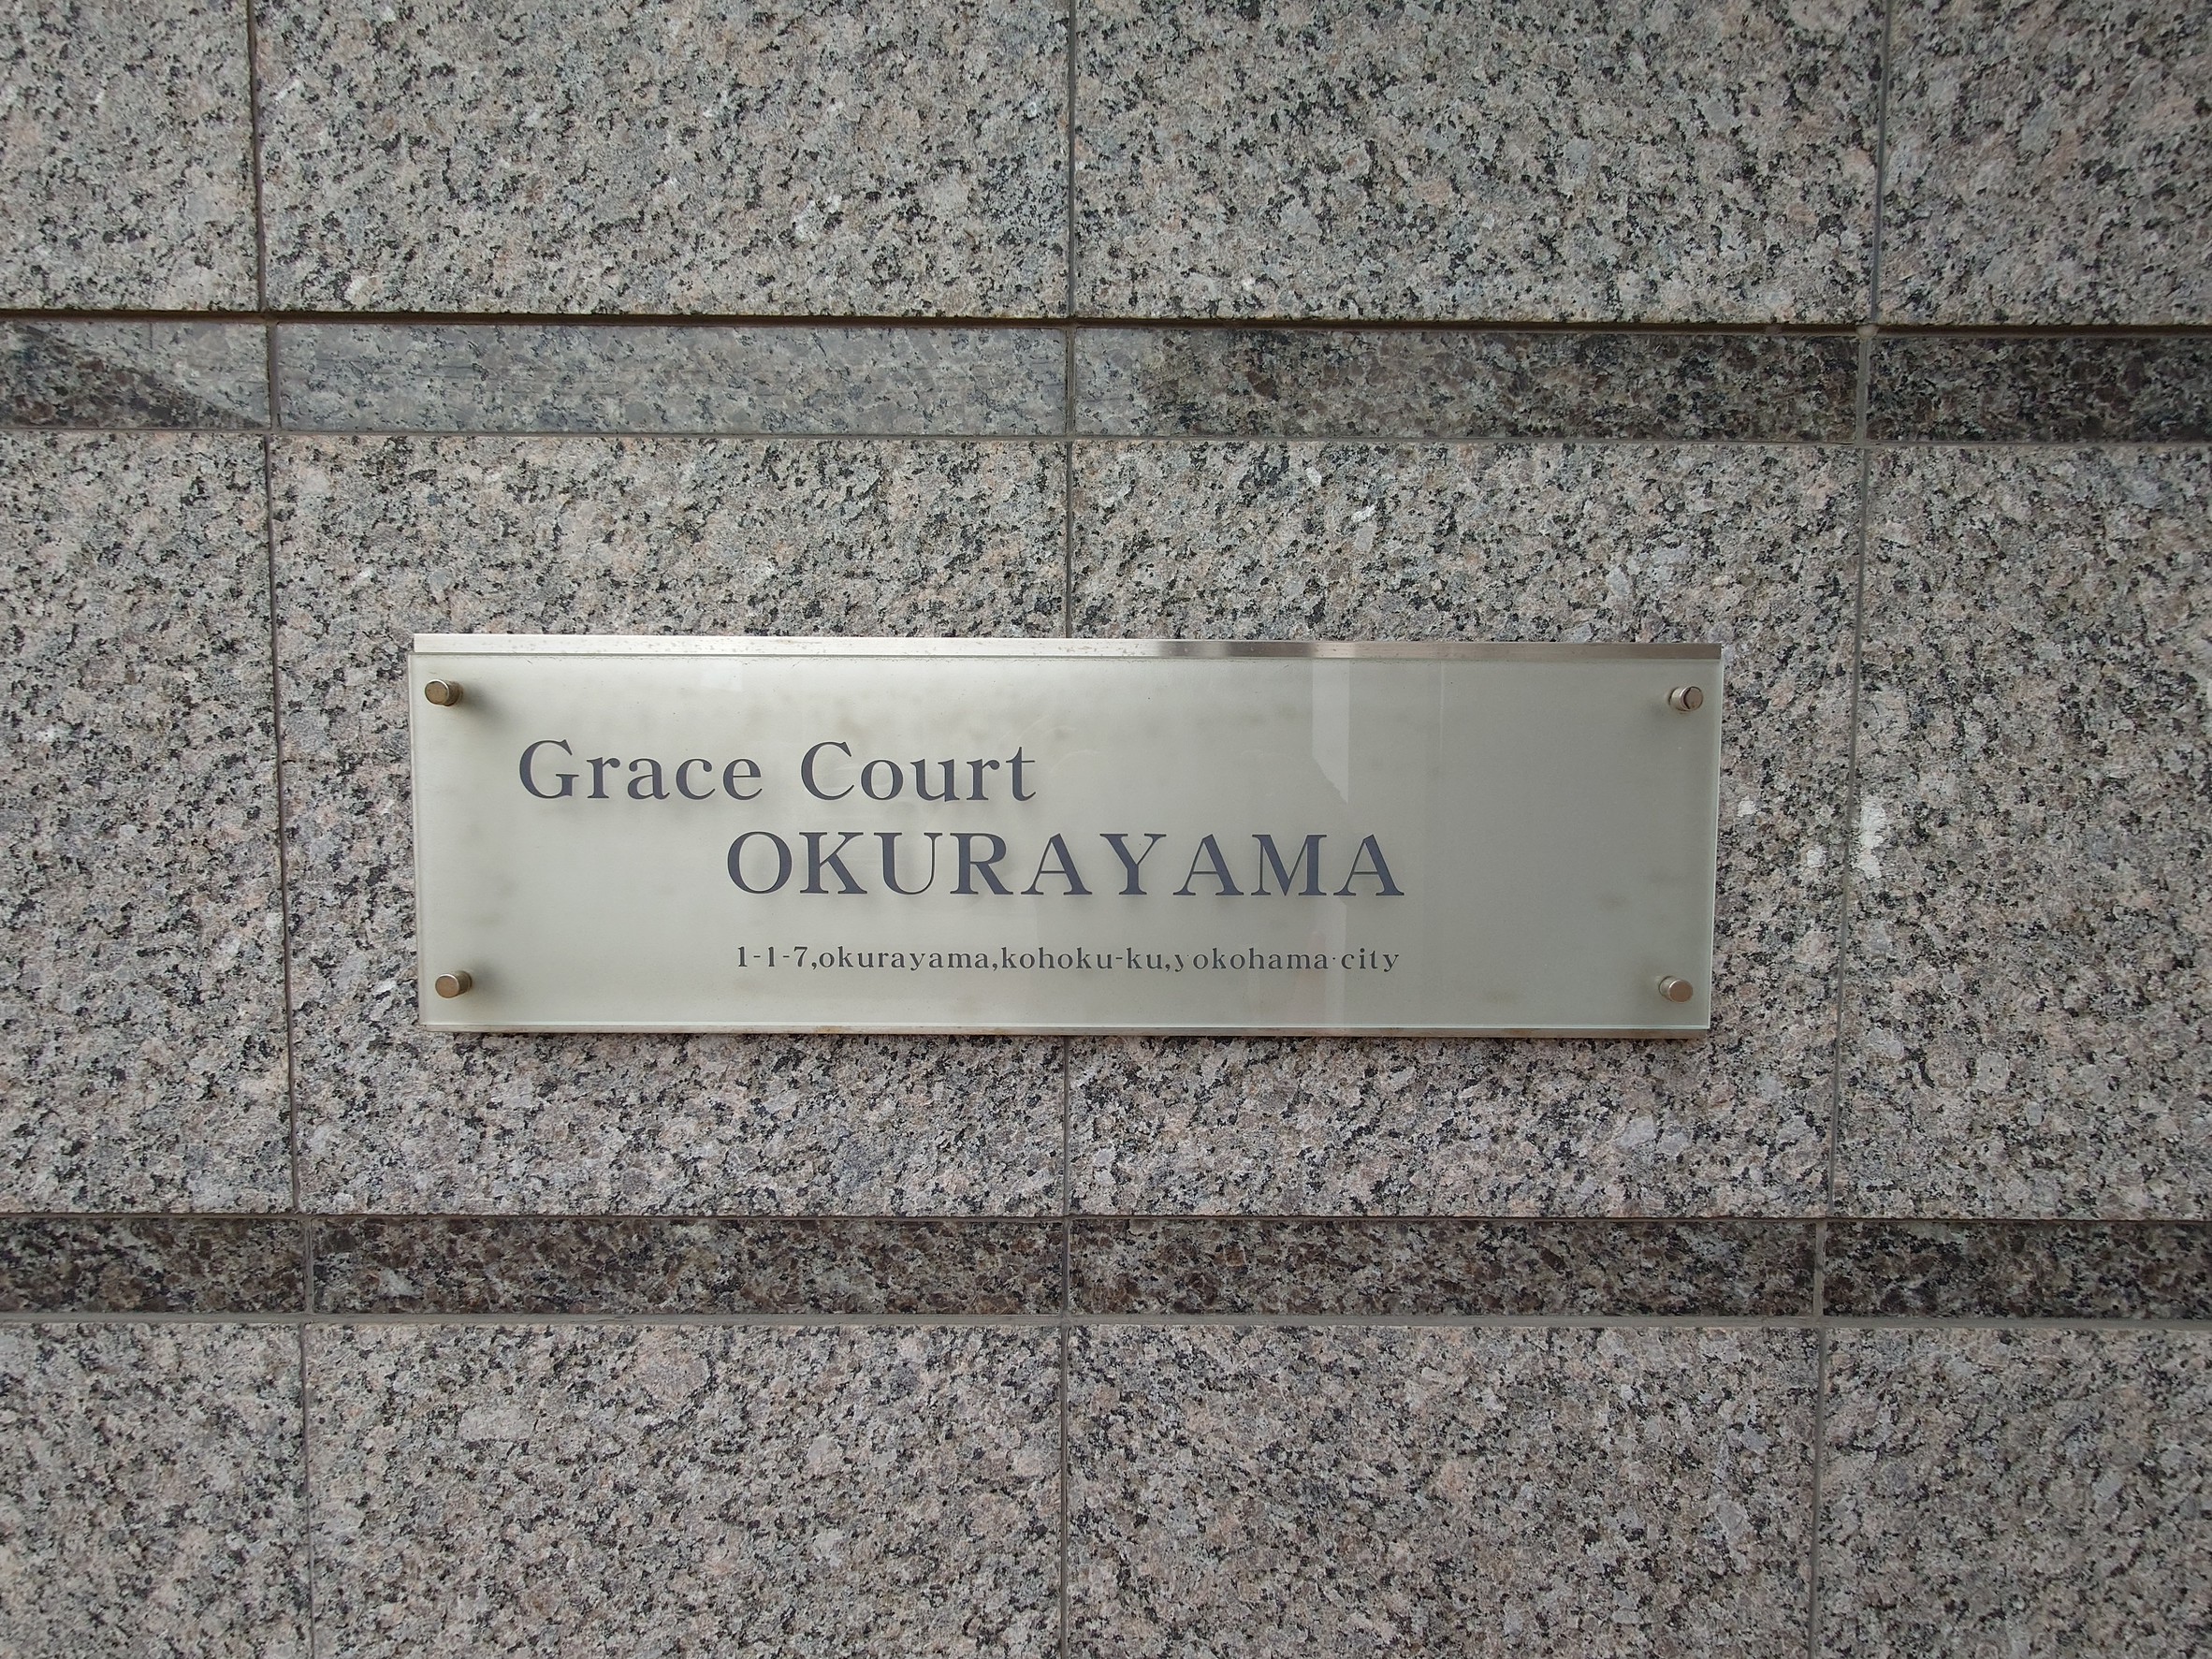 Grace Court
OKURAYAMA
1-1-7,okurayama,kohoku-ku,yokohama-city